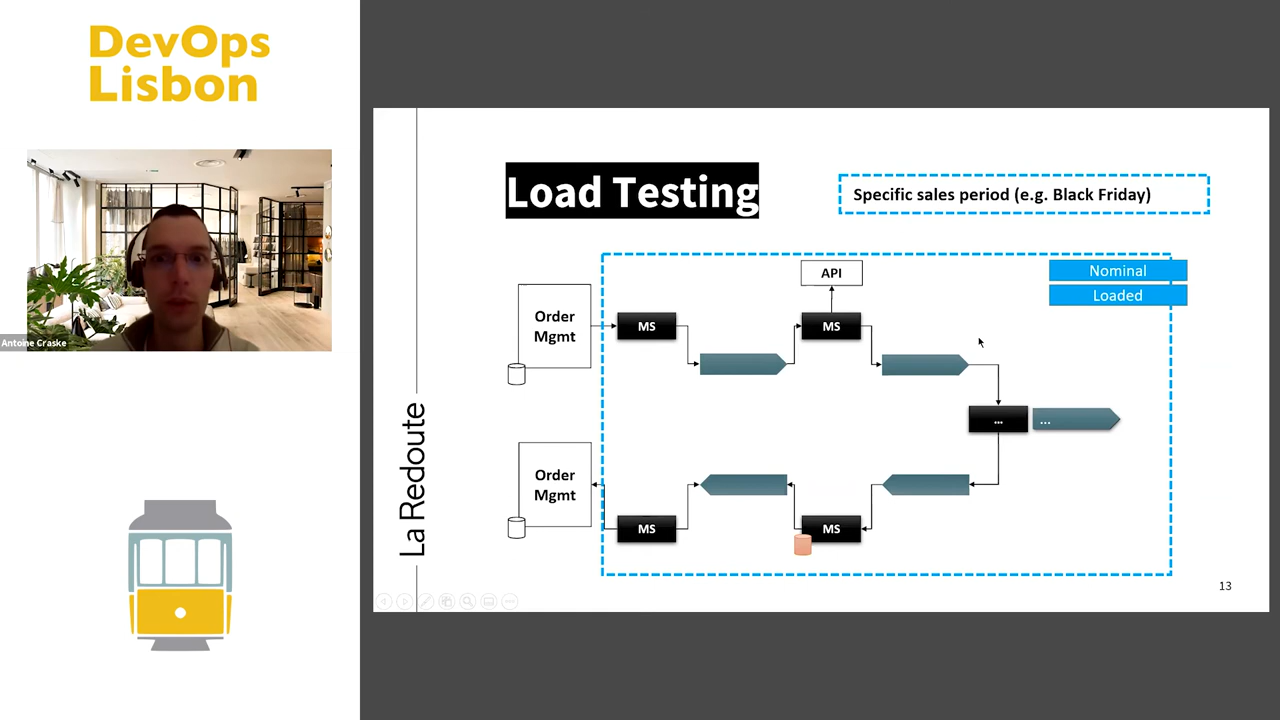 DevOps
Lisbon
Antoine Craske
La Redoute
Load Testing
Specific sales period (e.g. Black Friday)
Nominal
Loaded
API
Order
Mgmt
MS
MS
...
...
Order
Mgmt
MS
MS
13